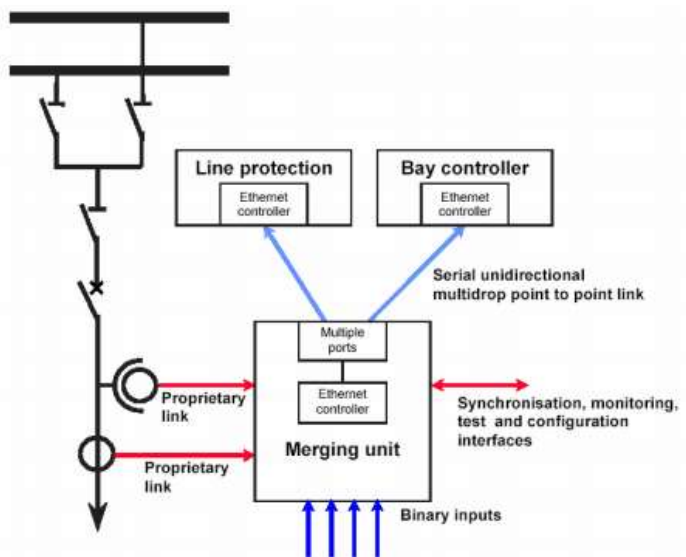 Line protection
Ethernet
controller
Bay controller
Ethernet
controller
Serial unidirectional
multidrop point to point link
Multiple
ports
Ethernet
controller
Merging unit
Proprietary
link
Proprietary
link
Synchronisation, monitoring,
test and configuration
interfaces
Binary inputs